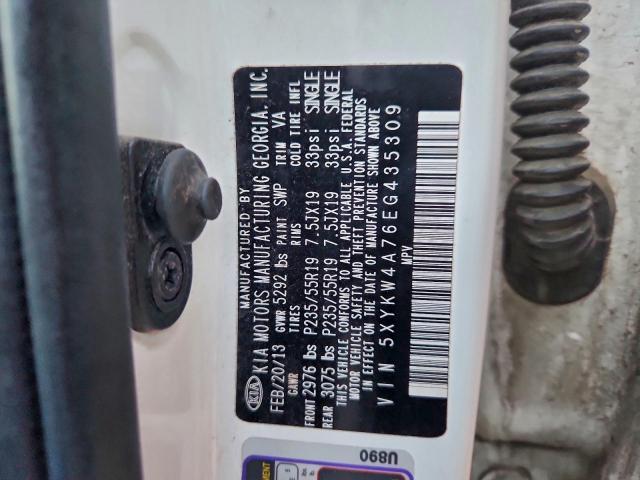 KIA
MANUFACTURED BY
KIA MOTORS MANUFACTURING GEORGIA, INC.
FEB/20/13 GVWR 5292 lbs PAINT SWP TRIM VA
GAWR TIRES RIMS COLD TIRE INFL
FRONT 2976 lbs P235/55R19 7.5JX19 33psi SINGLE
REAR 3075 lbs P235/55R19 7.5JX19 33psi SINGLE
THIS VEHICLE CONFORMS TO ALL APPLICABLE U.S.A. FEDERAL
MOTOR VEHICLE SAFETY AND THEFT PREVENTION STANDARDS
IN EFFECT ON THE DATE OF MANUFACTURE SHOWN ABOVE
VIN 5XYKW4A76EG435309
MPV
U890